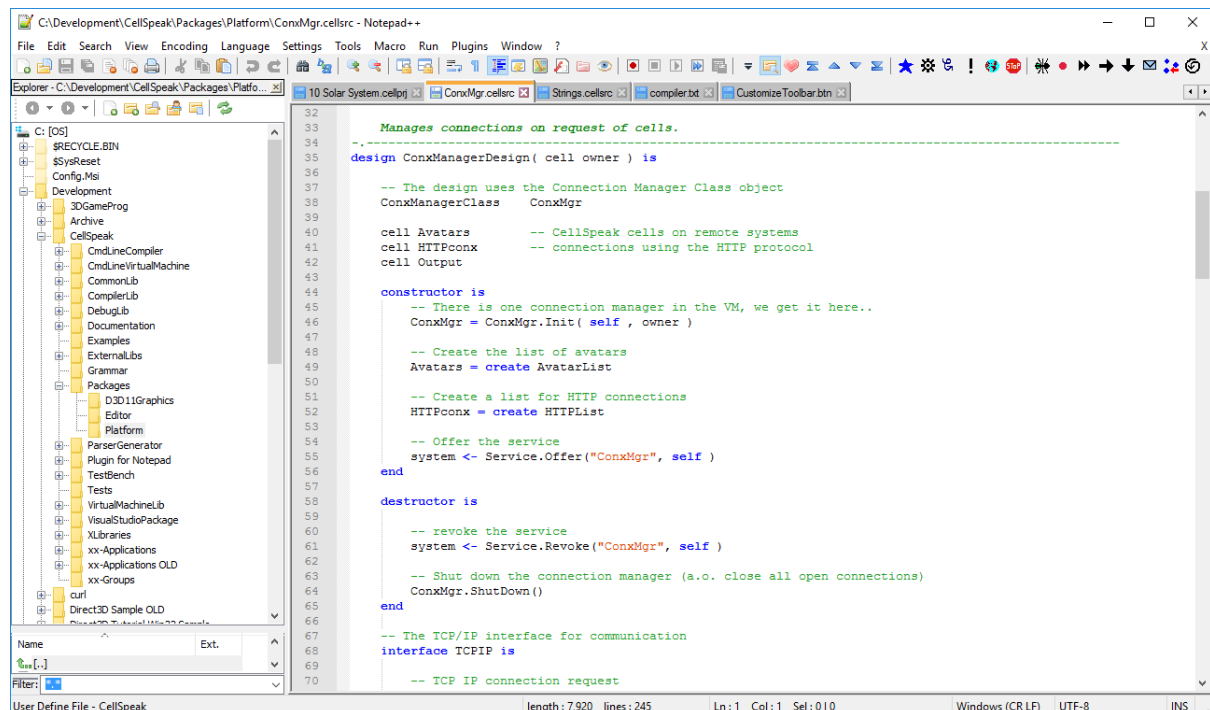 C:\Development\CellSpeak\Packages\Platform\ConxMgr.cellsrc - Notepad++
File Edit Search View Encoding Language Settings Tools Macro Run Plugins Window ? X
Explorer - C:\Development\CellSpeak\Packages\Platfo...
10 Solar System.cellprj ConxMgr.cellsrc Strings.cellsrc compiler.txt CustomizeToolbar.btn
C: [OS]
$RECYCLE.BIN
$SysReset
Config.Msi
Development
3DGameProg
Archive
CellSpeak
CmdLineCompiler
CmdLineVirtualMachine
CommonLib
CompilerLib
DebugLib
Documentation
Examples
ExternalLibs
Grammar
Packages
D3D11Graphics
Editor
Platform
ParserGenerator
Plugin for Notepad
TestBench
Tests
VirtualMachineLib
VisualStudioPackage
XLibraries
xx-Applications
xx-Applications OLD
xx-Groups
curl
Direct3D Sample OLD
Name Ext.
[..]
Filter: *.*
32
33 Manages connections on request of cells.
34 -.-----------------------------------------------------------------------------------------------------
35 design ConxManagerDesign( cell owner ) is
36
37 -- The design uses the Connection Manager Class object
38 ConxManagerClass ConxMgr
39
40 cell Avatars -- CellSpeak cells on remote systems
41 cell HTTPconx -- connections using the HTTP protocol
42 cell Output
43
44 constructor is
45 -- There is one connection manager in the VM, we get it here..
46 ConxMgr = ConxMgr.Init( self , owner )
47
48 -- Create the list of avatars
49 Avatars = create AvatarList
50
51 -- Create a list for HTTP connections
52 HTTPconx = create HTTPList
53
54 -- Offer the service
55 system <- Service.Offer("ConxMgr", self )
56 end
57
58 destructor is
59
60 -- revoke the service
61 system <- Service.Revoke("ConxMgr", self )
62
63 -- Shut down the connection manager (a.o. close all open connections)
64 ConxMgr.ShutDown()
65 end
66
67 -- The TCP/IP interface for communication
68 interface TCPIP is
69
70 -- TCP IP connection request
User Define File - CellSpeak length : 7.920 lines : 245 Ln : 1 Col : 1 Sel : 0 | 0 Windows (CR LF) UTF-8 INS